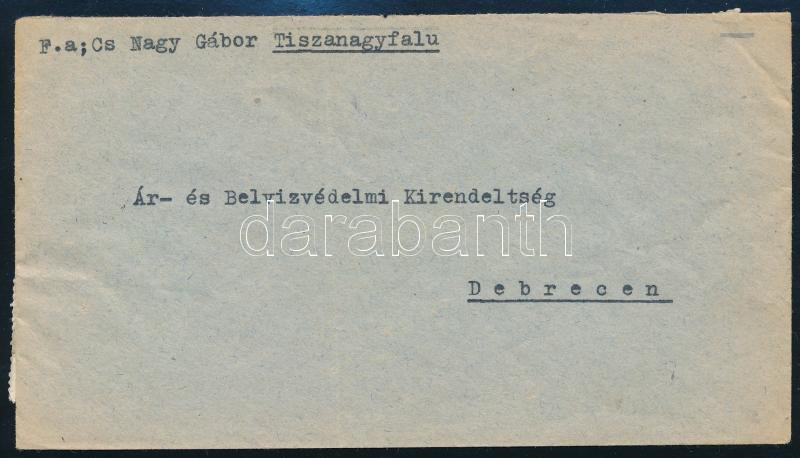 F.a;Cs Nagy Gábor Tiszanagyfalu
Ár- és Belvizvédelmi Kirendeltség
darabanth
Debrecen